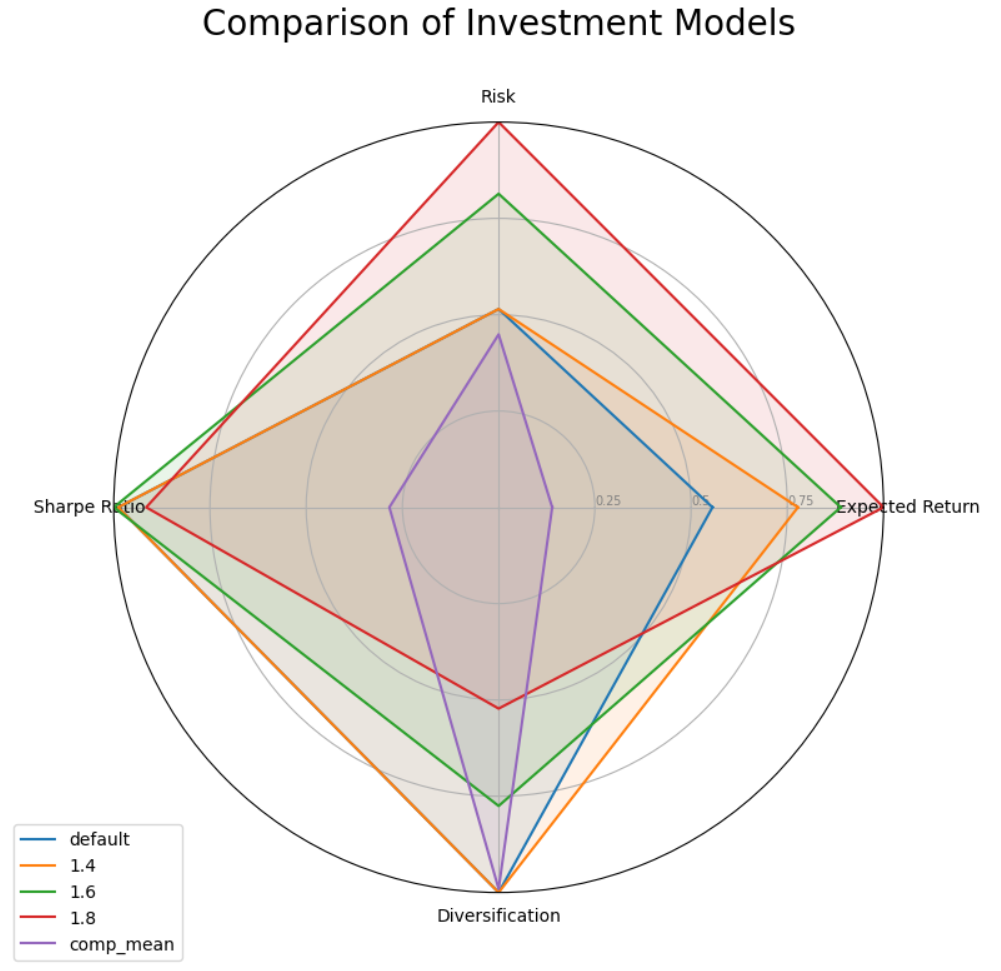 Comparison of Investment Models
Risk
0.25
0.5
0.75
Sharpe Ratio
Expected Return
Diversification
default
1.4
1.6
1.8
comp_mean